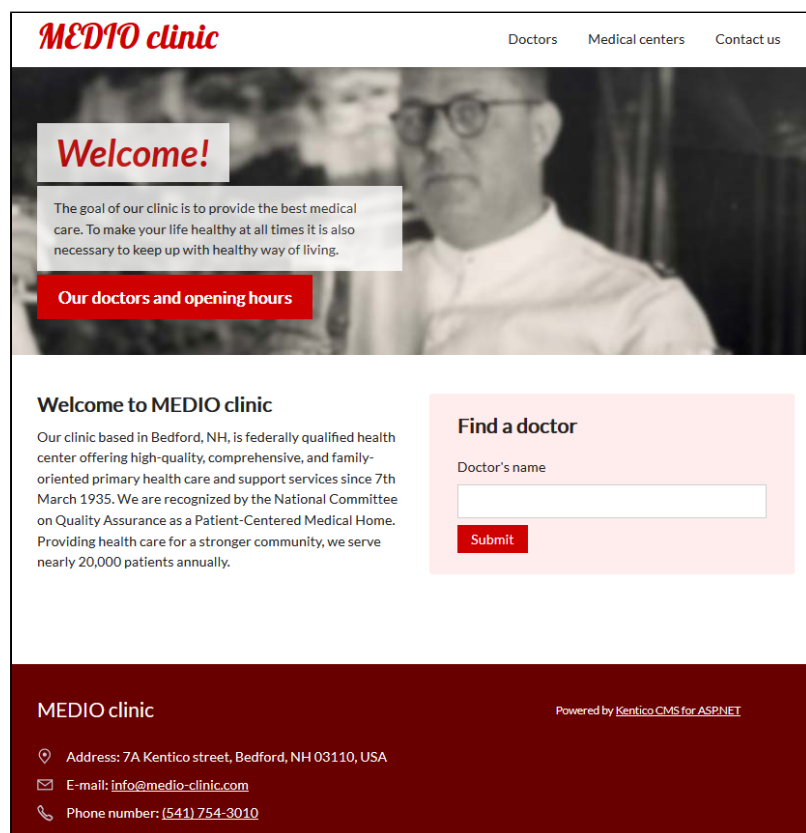 MEDIO clinic
Doctors Medical centers Contact us
Welcome!
The goal of our clinic is to provide the best medical
care. To make your life healthy at all times it is also
necessary to keep up with healthy way of living.
Our doctors and opening hours
Welcome to MEDIO clinic
Our clinic based in Bedford, NH, is federally qualified health
center offering high-quality, comprehensive, and family-
oriented primary health care and support services since 7th
March 1935. We are recognized by the National Committee
on Quality Assurance as a Patient-Centered Medical Home.
Providing health care for a stronger community, we serve
nearly 20,000 patients annually.
Find a doctor
Doctor's name
Submit
MEDIO clinic
Powered by Kentico CMS for ASP.NET
Address: 7A Kentico street, Bedford, NH 03110, USA
E-mail: info@medio-clinic.com
Phone number: (541) 754-3010